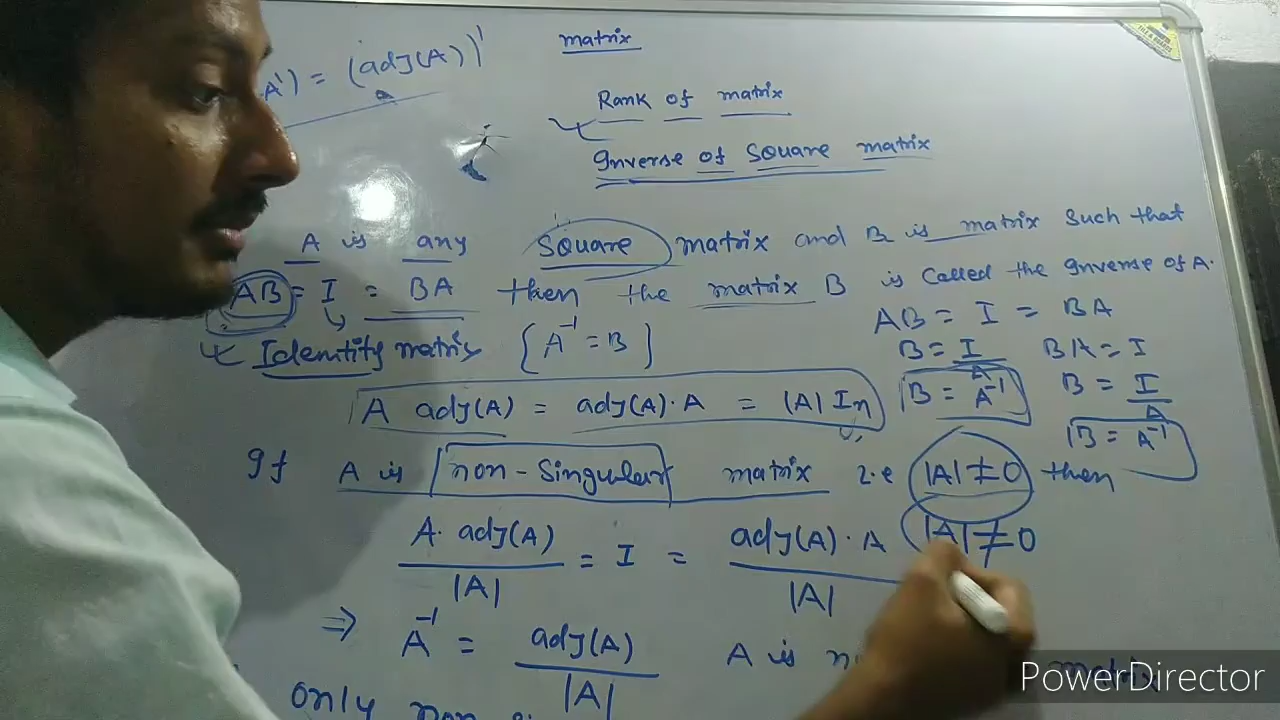 matrix
A') = (adj(A))'
Rank of matrix
Inverse of Square matrix
A is any square matrix and B is matrix such that
AB = I = BA then the matrix B is called the Inverse of A.
Identity matrix {A⁻¹ = B}
AB = I = BA
B = I/A BA = I
B = A⁻¹ B = I/A
B = A⁻¹
A adj(A) = adj(A)·A = |A| In
If A is non-Singular matrix i.e |A| ≠ 0 then
A. adj(A)/|A| = I = adj(A)·A/|A| |A| ≠ 0
⇒ A⁻¹ = adj(A)/|A| A is matrix
only non
PowerDirector